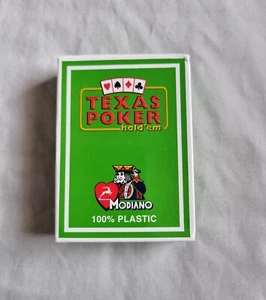 TEXAS
POKER
hold'em
MODIANO
100% PLASTIC